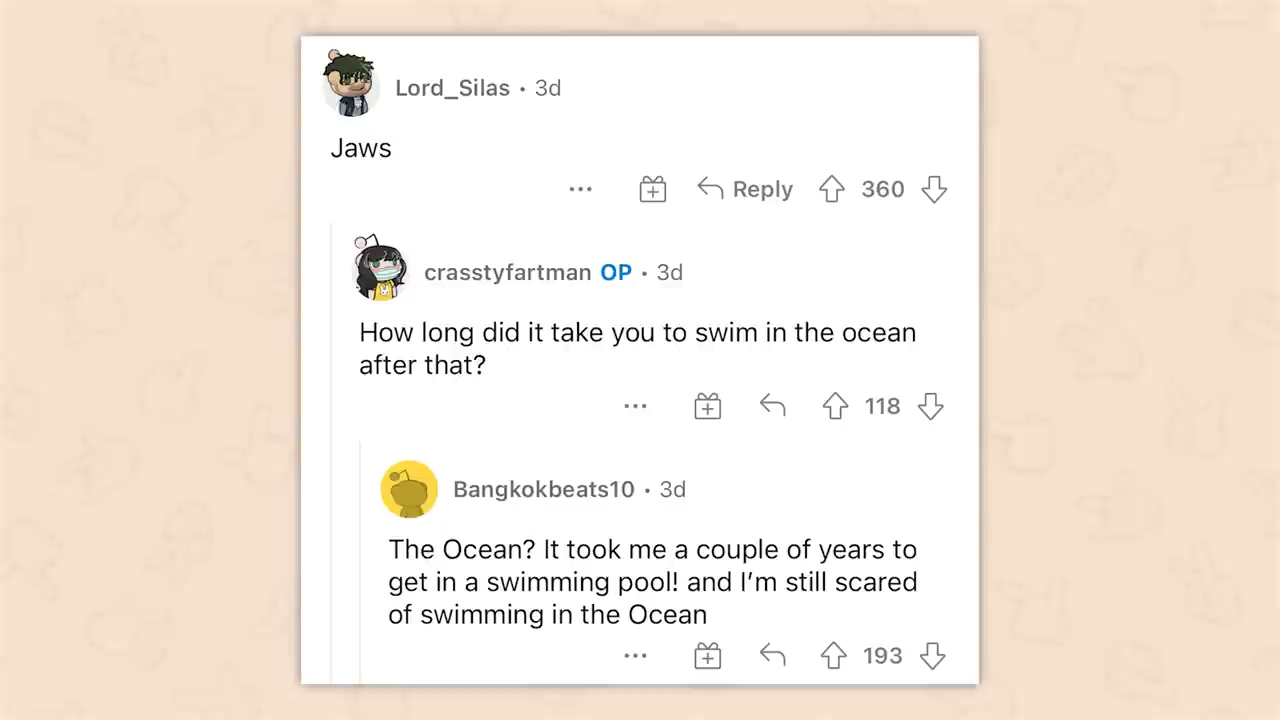 Lord_Silas • 3d
Jaws
Reply 360
crasstyfartman OP • 3d
How long did it take you to swim in the ocean
after that?
118
Bangkokbeats10 • 3d
The Ocean? It took me a couple of years to
get in a swimming pool! and I’m still scared
of swimming in the Ocean
193